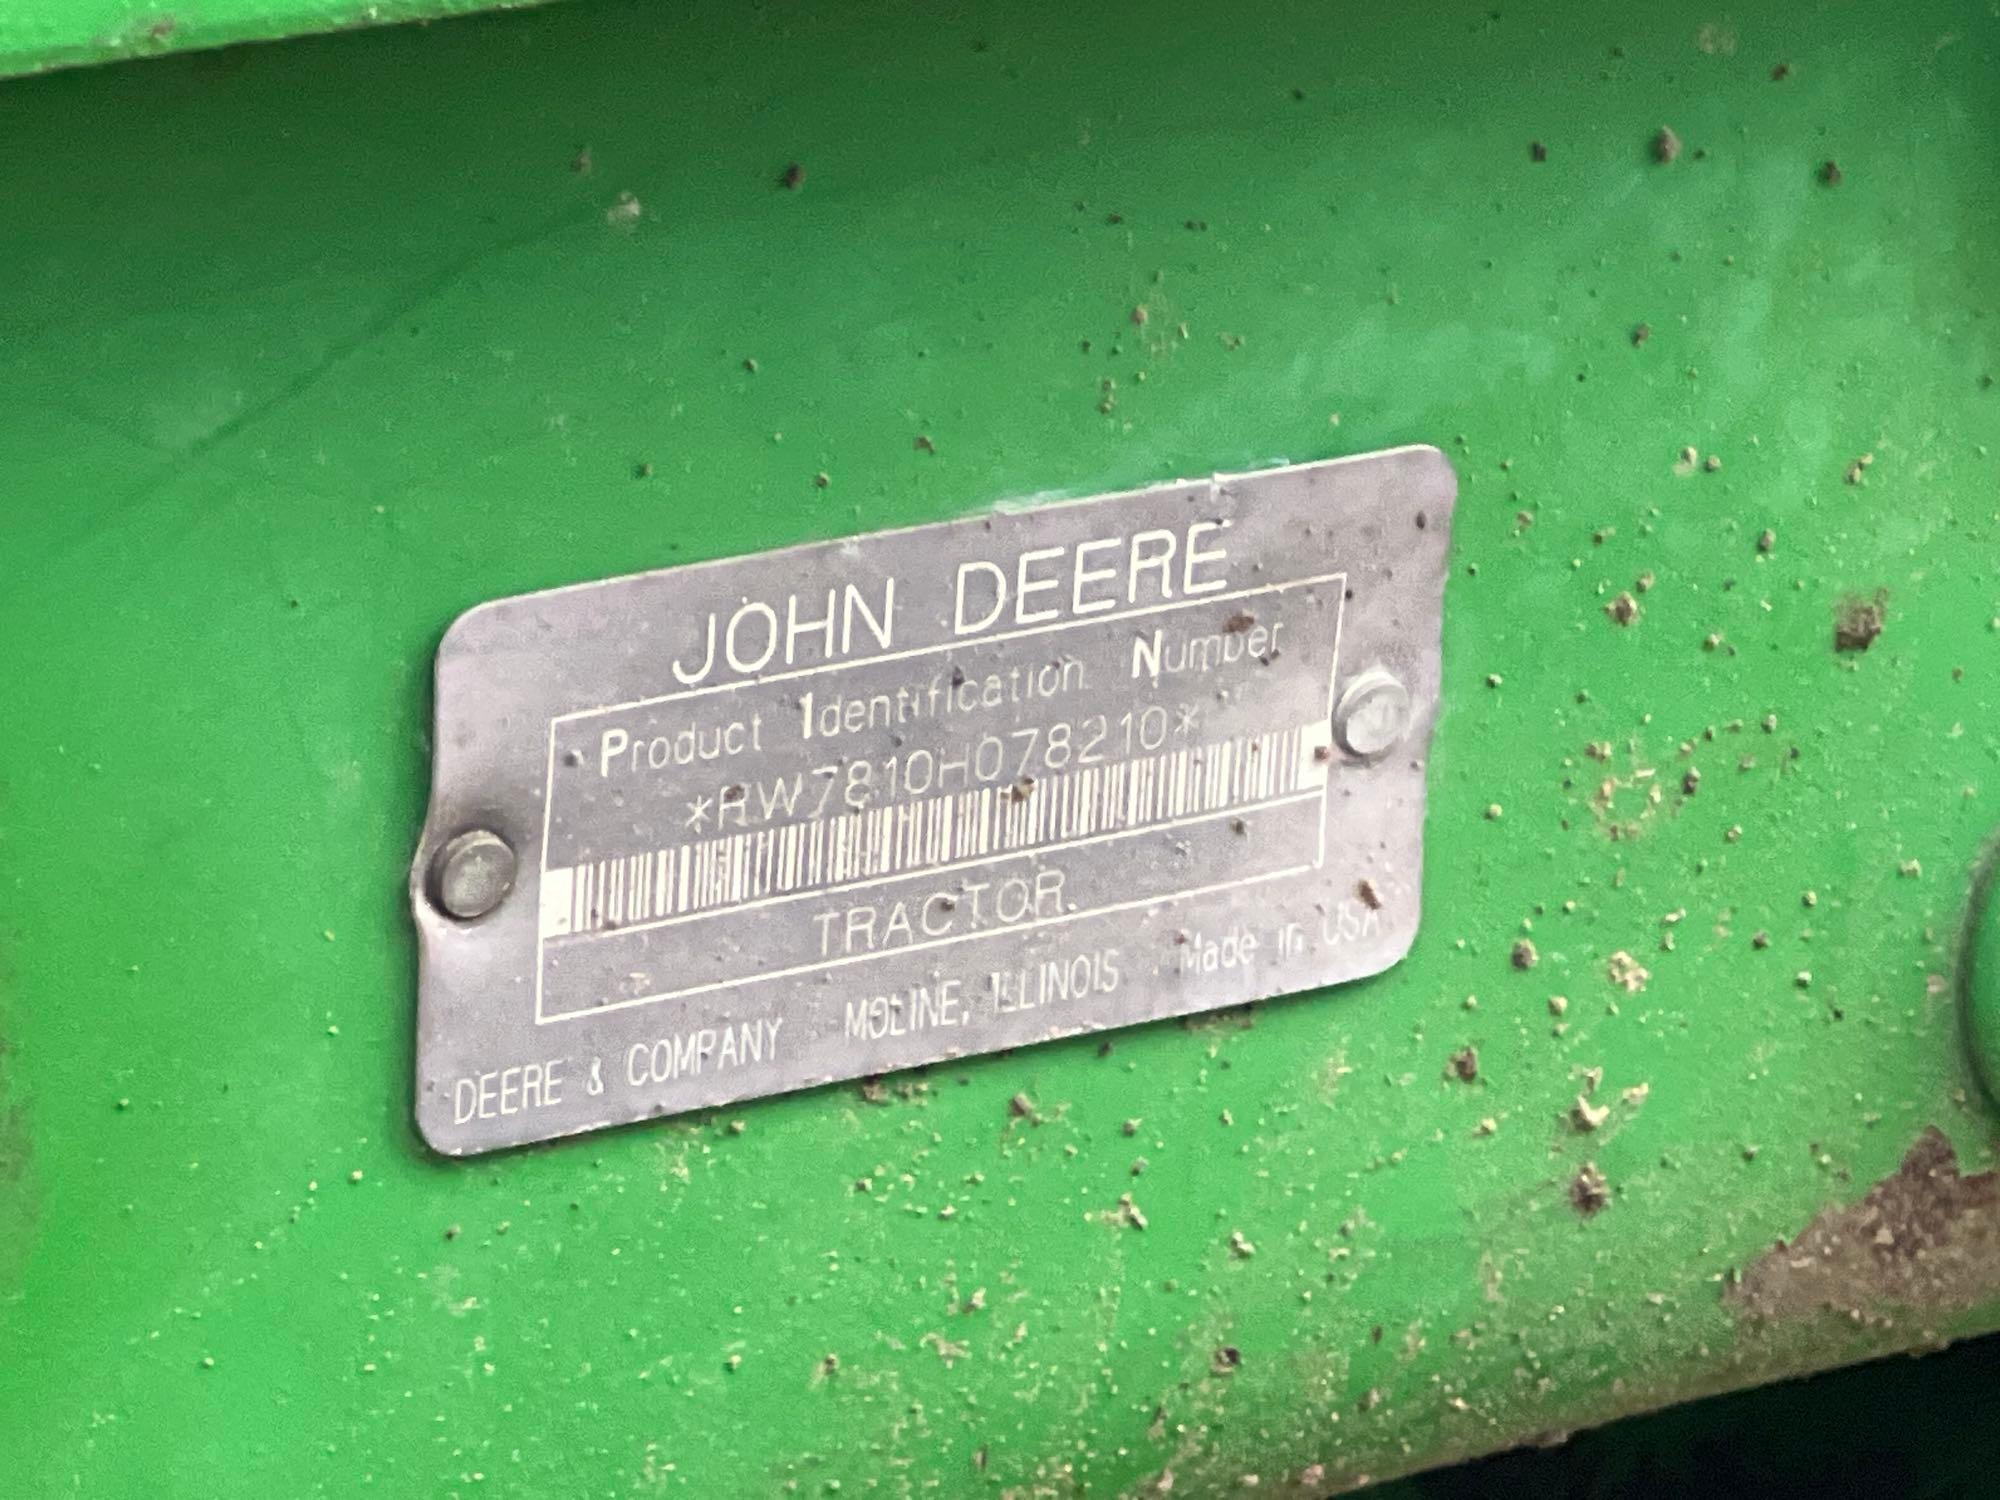 JOHN DEERE
Product Identification Number
*RW7810H078210*
TRACTOR
DEERE & COMPANY MOLINE, ILLINOIS Made in USA